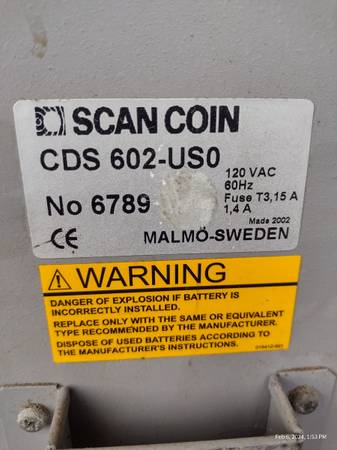 SCAN COIN
CDS 602-US0
120 VAC
60Hz
Fuse T3,15 A
No 6789
1,4 A
Made 2002
CE
MALMÖ-SWEDEN
WARNING
DANGER OF EXPLOSION IF BATTERY IS
INCORRECTLY INSTALLED.
REPLACE ONLY WITH THE SAME OR EQUIVALENT
TYPE RECOMMENDED BY THE MANUFACTURER.
DISPOSE OF USED BATTERIES ACCORDING TO
THE MANUFACTURER'S INSTRUCTIONS.
Feb 6, 2024, 1:53 PM